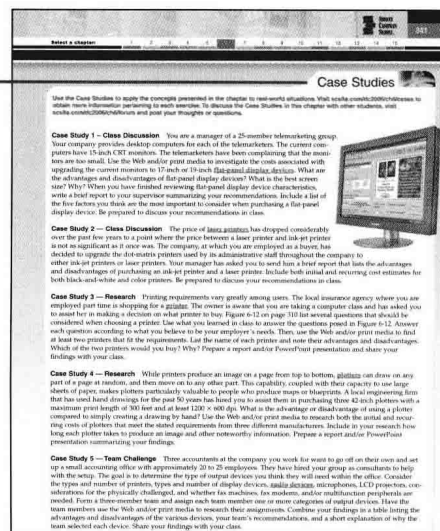 341
Select a chapter: 1 2 3 4 5 7 8 9 10 11 12 13 14 15
Case Studies
Use the Case Studies to apply the concepts presented in the chapter to real-world situations. Visit scsite.com/dc2006/ch6/cases to
obtain more information pertaining to each exercise. To discuss the Case Studies in this chapter with other students, visit
scsite.com/dc2006/ch6/forum and post your thoughts or questions.
Case Study 1 – Class Discussion You are a manager of a 25-member telemarketing group.
Your company provides desktop computers for each of the telemarketers. The current com-
puters have 15-inch CRT monitors. The telemarketers have been complaining that the moni-
tors are too small. Use the Web and/or print media to investigate the costs associated with
upgrading the current monitors to 17-inch or 19-inch flat-panel display devices. What are
the advantages and disadvantages of flat-panel display devices? What is the best screen
size? Why? When you have finished reviewing flat-panel display device characteristics,
write a brief report to your supervisor summarizing your recommendations. Include a list of
the five factors you think are the most important to consider when purchasing a flat-panel
display device. Be prepared to discuss your recommendations in class.
Case Study 2 — Class Discussion The price of laser printers has dropped considerably
over the past few years to a point where the price between a laser printer and ink-jet printer
is not as significant as it once was. The company, at which you are employed as a buyer, has
decided to upgrade the dot-matrix printers used by its administrative staff throughout the company to
either ink-jet printers or laser printers. Your manager has asked you to send him a brief report that lists the advantages
and disadvantages of purchasing an ink-jet printer and a laser printer. Include both initial and recurring cost estimates for
both black-and-white and color printers. Be prepared to discuss your recommendations in class.
Case Study 3 — Research Printing requirements vary greatly among users. The local insurance agency where you are
employed part time is shopping for a printer. The owner is aware that you are taking a computer class and has asked you
to assist her in making a decision on what printer to buy. Figure 6-12 on page 310 list several questions that should be
considered when choosing a printer. Use what you learned in class to answer the questions posed in Figure 6-12. Answer
each question according to what you believe to be your employer's needs. Then, use the Web and/or print media to find
at least two printers that fit the requirements. List the name of each printer and note their advantages and disadvantages.
Which of the two printers would you buy? Why? Prepare a report and/or PowerPoint presentation and share your
findings with your class.
Case Study 4 — Research While printers produce an image on a page from top to bottom, plotters can draw on any
part of a page at random, and then move on to any other part. This capability, coupled with their capacity to use large
sheets of paper, makes plotters particularly valuable to people who produce maps or blueprints. A local engineering firm
that has used hand drawings for the past 50 years has hired you to assist them in purchasing three 42-inch plotters with a
maximum print length of 300 feet and at least 1200 × 600 dpi. What is the advantage or disadvantage of using a plotter
compared to simply creating a drawing by hand? Use the Web and/or print media to research both the initial and recur-
ring costs of plotters that meet the stated requirements from three different manufacturers. Include in your research how
long each plotter takes to produce an image and other noteworthy information. Prepare a report and/or PowerPoint
presentation summarizing your findings.
Case Study 5 — Team Challenge Three accountants at the company you work for want to go off on their own and set
up a small accounting office with approximately 20 to 25 employees. They have hired your group as consultants to help
with the setup. The goal is to determine the type of output devices you think they will need within the office. Consider
the types and number of printers, types and number of display devices, audio devices, microphones, LCD projectors, con-
siderations for the physically challenged, and whether fax machines, fax modems, and/or multifunction peripherals are
needed. Form a three-member team and assign each team member one or more categories of output devices. Have the
team members use the Web and/or print media to research their assignments. Combine your findings in a table listing the
advantages and disadvantages of the various devices, your team's recommendations, and a short explanation of why the
team selected each device. Share your findings with your class.